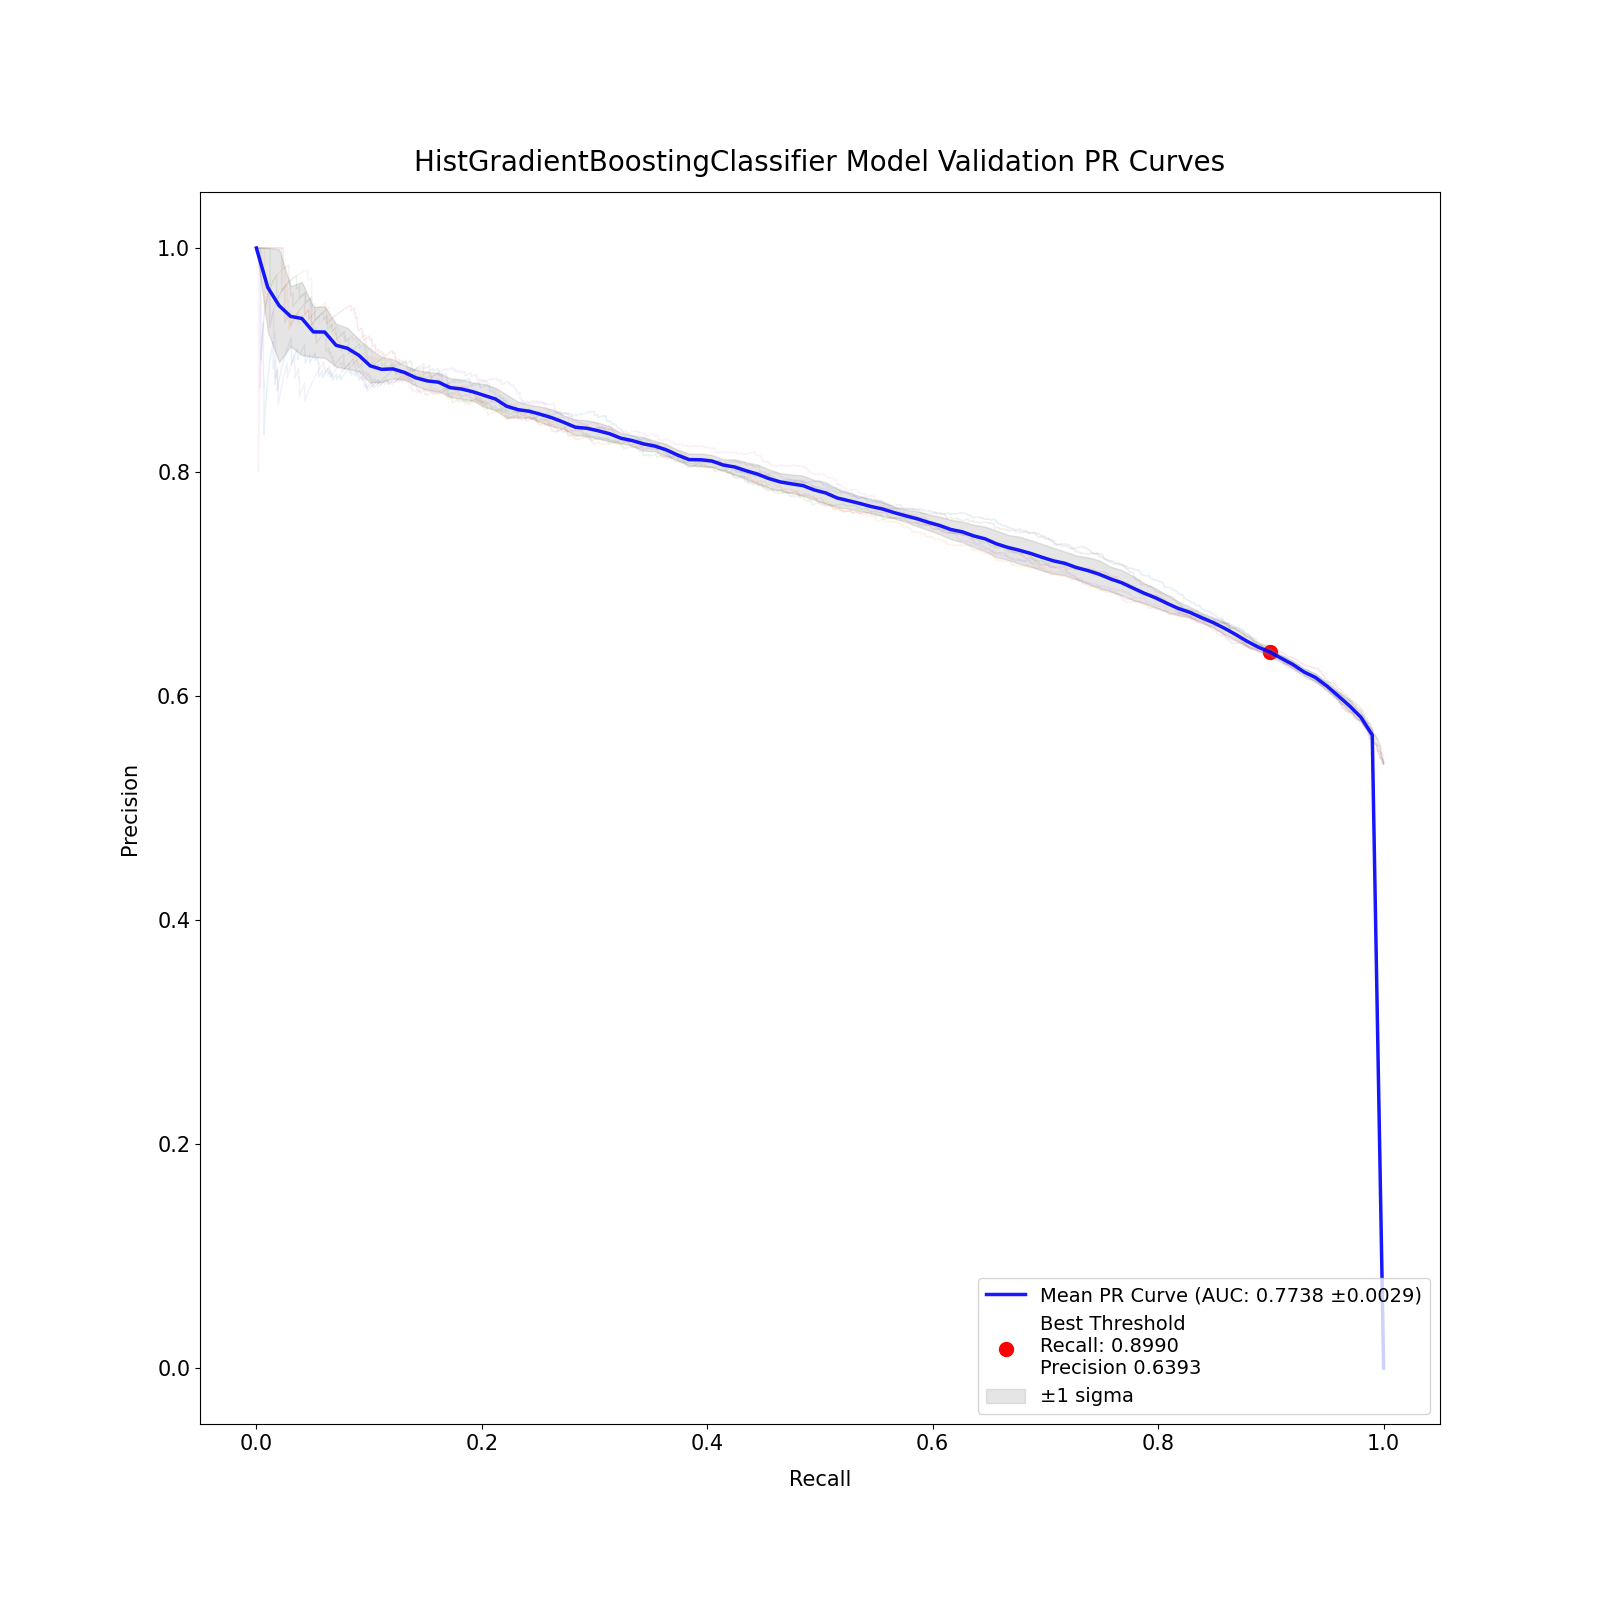 HistGradientBoostingClassifier Model Validation PR Curves
1.0
0.8
0.6
0.4
0.2
0.0
Precision
0.0 0.2 0.4 0.6 0.8 1.0
Recall
Mean PR Curve (AUC: 0.7738 ±0.0029)
Best Threshold
Recall: 0.8990
Precision 0.6393
±1 sigma